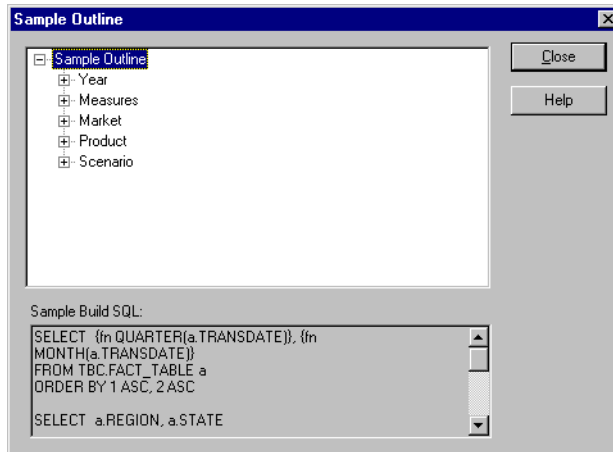 Sample Outline
Sample Outline
Year
Measures
Market
Product
Scenario
Close
Help
Sample Build SQL:
SELECT {fn QUARTER(a.TRANSDATE)}, {fn
MONTH(a.TRANSDATE)}
FROM TBC.FACT_TABLE a
ORDER BY 1 ASC, 2 ASC
SELECT a.REGION, a.STATE